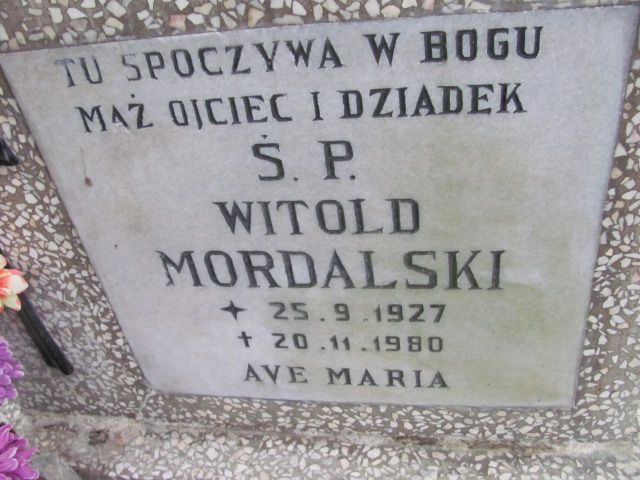 TU SPOCZYWA W BOGU
MĄŻ OJCIEC I DZIADEK
Ś. P.
WITOLD
MORDALSKI
✦ 25.9.1927
✝ 20.11.1980
AVE MARIA